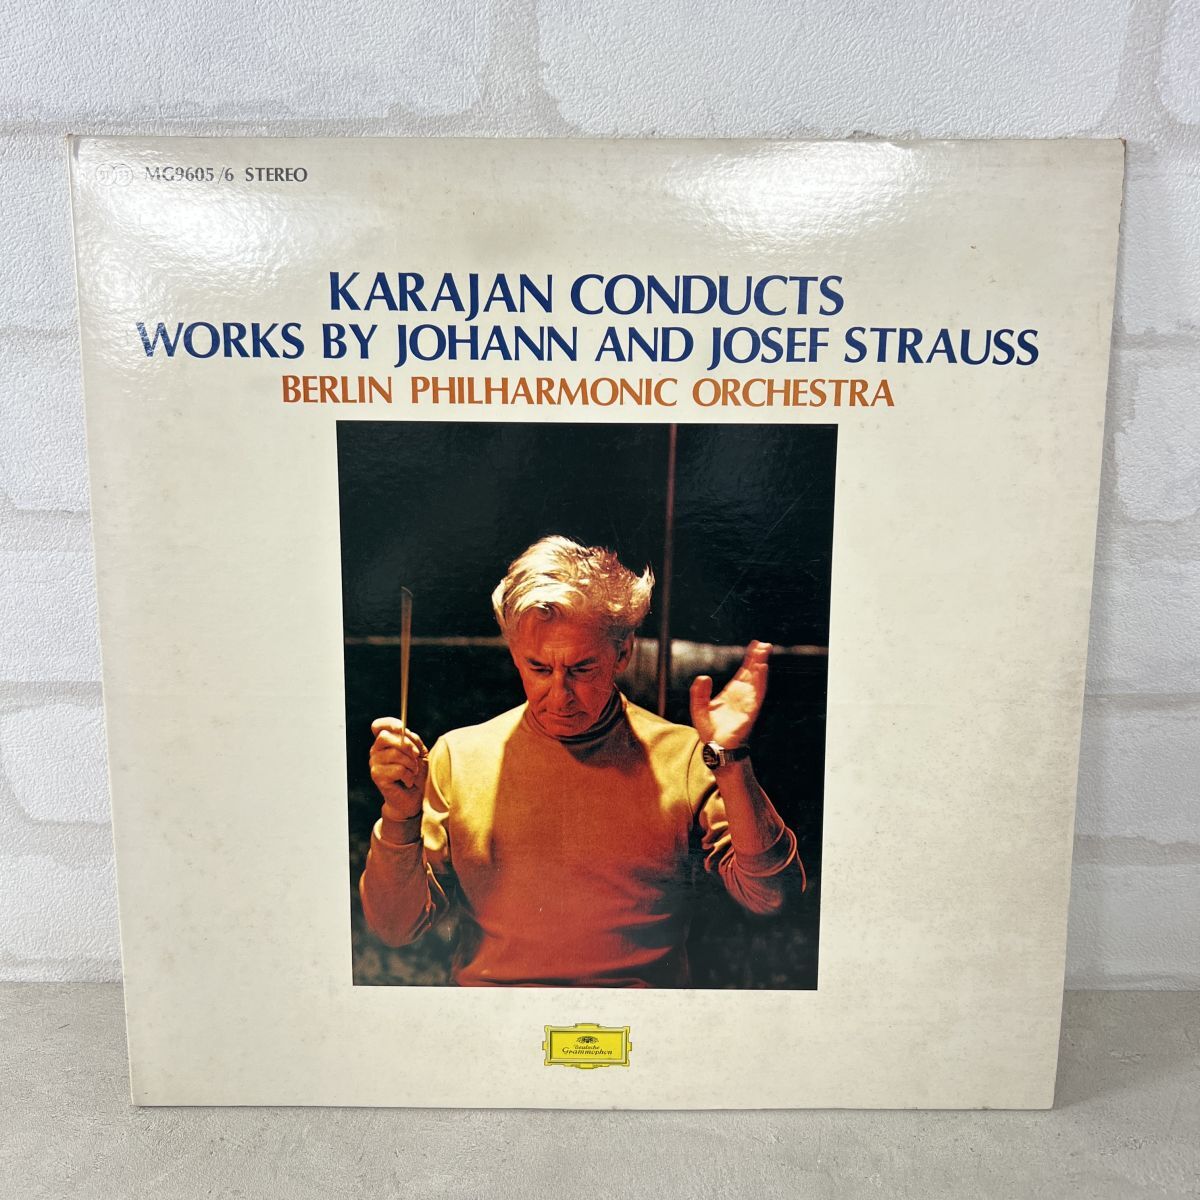 MG9605/6 STEREO
KARAJAN CONDUCTS
WORKS BY JOHANN AND JOSEF STRAUSS
BERLIN PHILHARMONIC ORCHESTRA
Deutsche
Grammophon